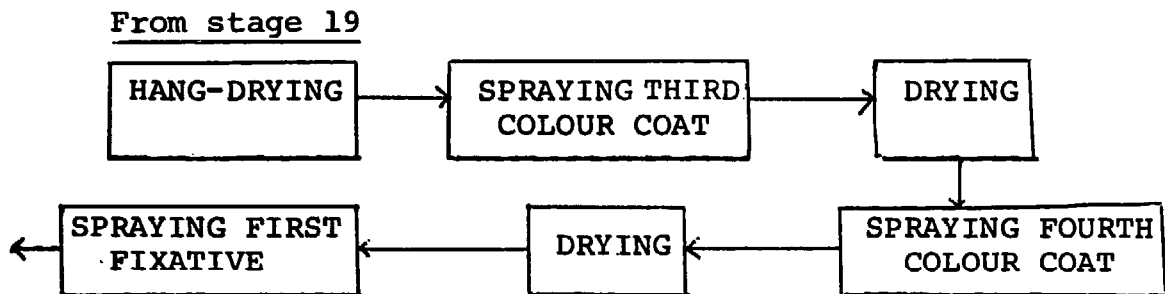 From stage 19
HANG-DRYING
SPRAYING THIRD
COLOUR COAT
DRYING
SPRAYING FOURTH
COLOUR COAT
DRYING
SPRAYING FIRST
FIXATIVE